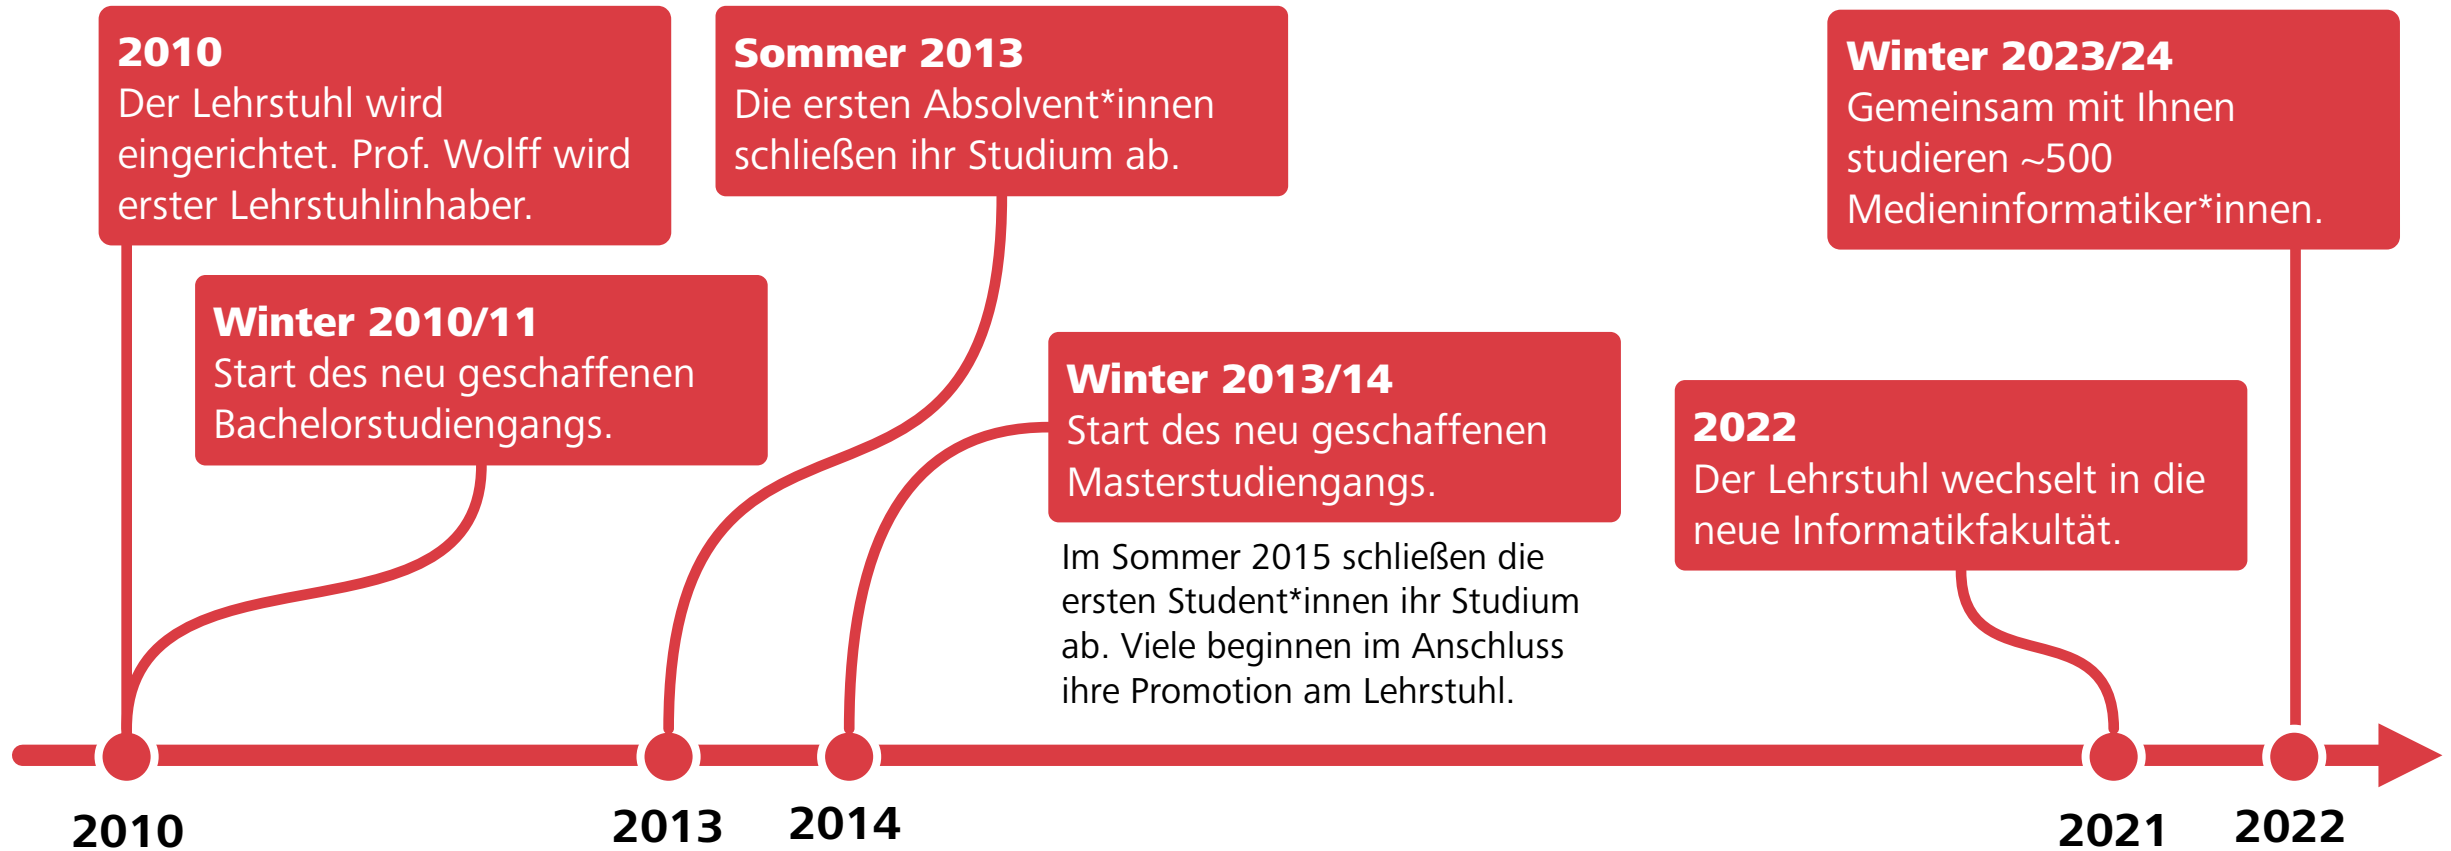 2010
Der Lehrstuhl wird
eingerichtet. Prof. Wolff wird
erster Lehrstuhlinhaber.
Winter 2010/11
Start des neu geschaffenen
Bachelorstudiengangs.
Sommer 2013
Die ersten Absolvent*innen
schließen ihr Studium ab.
Winter 2013/14
Start des neu geschaffenen
Masterstudiengangs.
Im Sommer 2015 schließen die
ersten Student*innen ihr Studium
ab. Viele beginnen im Anschluss
ihre Promotion am Lehrstuhl.
2022
Der Lehrstuhl wechselt in die
neue Informatikfakultät.
Winter 2023/24
Gemeinsam mit Ihnen
studieren ~500
Medieninformatiker*innen.
2010
2013
2014
2021
2022